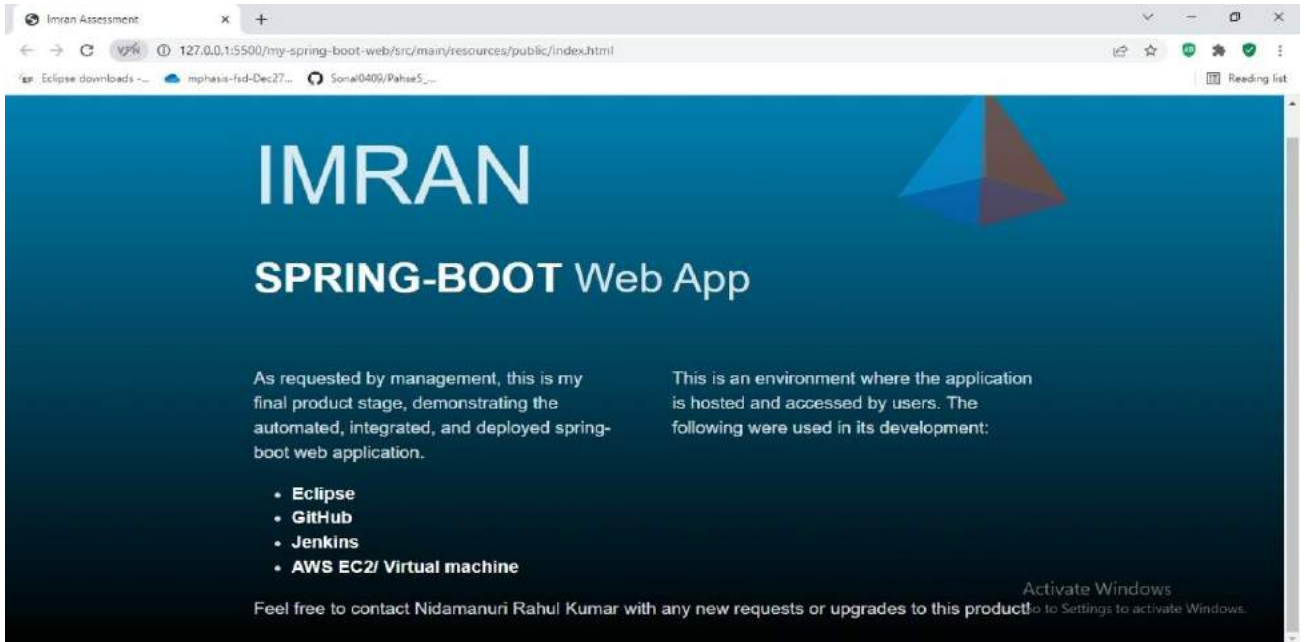 Imran Assessment
127.0.0.1:5500/my-spring-boot-web/src/main/resources/public/index.html
Eclipse downloads -... mphasis-fsd-Dec27... Sonal0409/Pahse5_...
Reading list
IMRAN
SPRING-BOOT Web App
As requested by management, this is my
final product stage, demonstrating the
automated, integrated, and deployed spring-
boot web application.
This is an environment where the application
is hosted and accessed by users. The
following were used in its development:
• Eclipse
• GitHub
• Jenkins
• AWS EC2/ Virtual machine
Feel free to contact Nidamanuri Rahul Kumar with any new requests or upgrades to this product!
Activate Windows
to Settings to activate Windows.